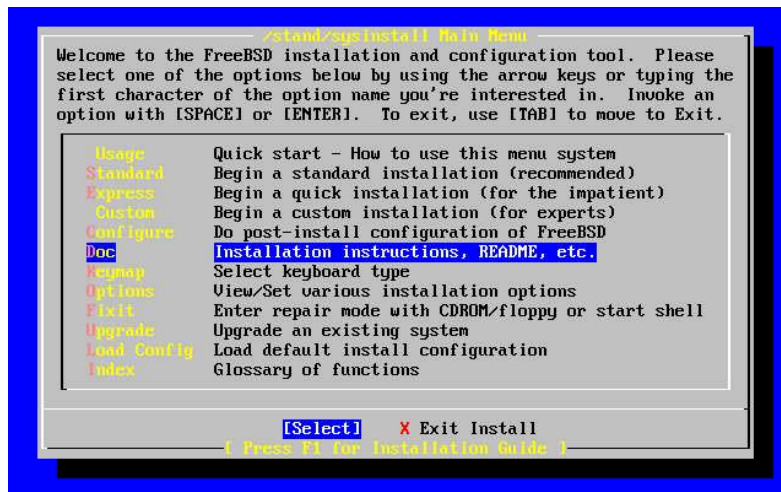 /stand/sysinstall Main Menu
Welcome to the FreeBSD installation and configuration tool.  Please
select one of the options below by using the arrow keys or typing the
first character of the option name you're interested in.  Invoke an
option with [SPACE] or [ENTER].  To exit, use [TAB] to move to Exit.
Usage Quick start - How to use this menu system
Standard Begin a standard installation (recommended)
Express Begin a quick installation (for the impatient)
Custom Begin a custom installation (for experts)
Configure Do post-install configuration of FreeBSD
Doc Installation instructions, README, etc.
Keymap Select keyboard type
Options View/Set various installation options
Fixit Enter repair mode with CDROM/floppy or start shell
Upgrade Upgrade an existing system
Load Config Load default install configuration
Index Glossary of functions
[Select] X Exit Install
[ Press F1 for Installation Guide ]